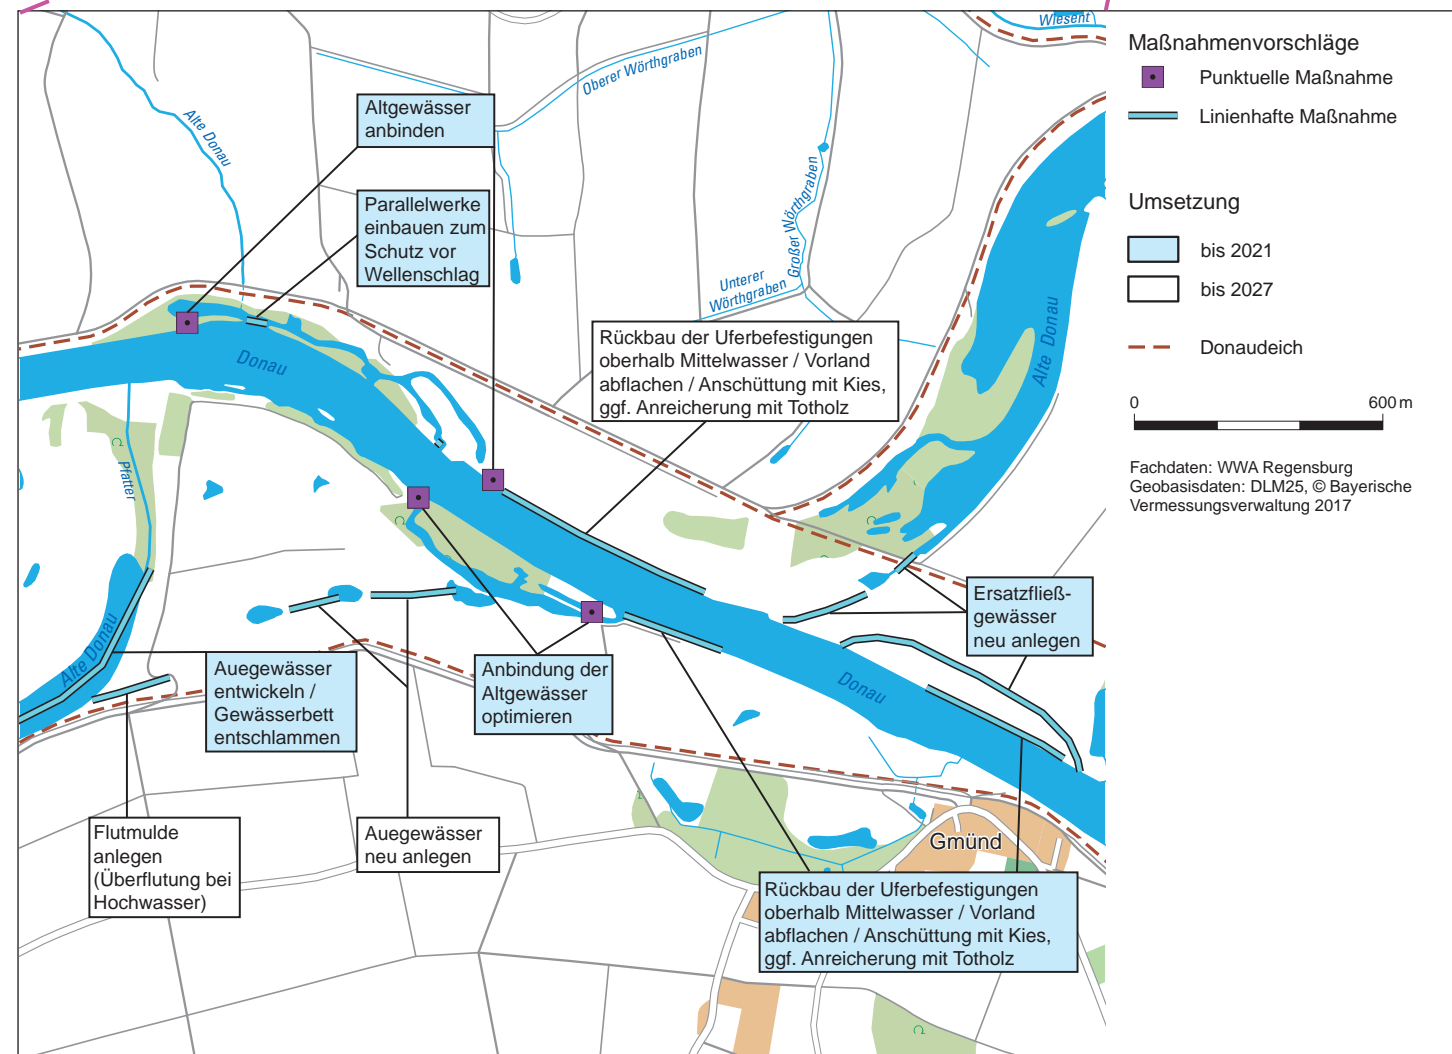 Wiesent
Oberer Wörthgraben
Alte Donau
Altgewässer
anbinden
Parallelwerke
einbauen zum
Schutz vor
Wellenschlag
Großer Wörthgraben
Unterer
Wörthgraben
Alte Donau
Donau
Rückbau der Uferbefestigungen
oberhalb Mittelwasser / Vorland
abflachen / Anschüttung mit Kies,
ggf. Anreicherung mit Totholz
Pfatter
Ersatzfließ-
gewässer
neu anlegen
Alte Donau
Auegewässer
entwickeln /
Gewässerbett
entschlammen
Anbindung der
Altgewässer
optimieren
Donau
Flutmulde
anlegen
(Überflutung bei
Hochwasser)
Auegewässer
neu anlegen
Gmünd
Rückbau der Uferbefestigungen
oberhalb Mittelwasser / Vorland
abflachen / Anschüttung mit Kies,
ggf. Anreicherung mit Totholz
Maßnahmenvorschläge
Punktuelle Maßnahme
Linienhafte Maßnahme
Umsetzung
bis 2021
bis 2027
Donaudeich
0 600 m
Fachdaten: WWA Regensburg
Geobasisdaten: DLM25, © Bayerische
Vermessungsverwaltung 2017